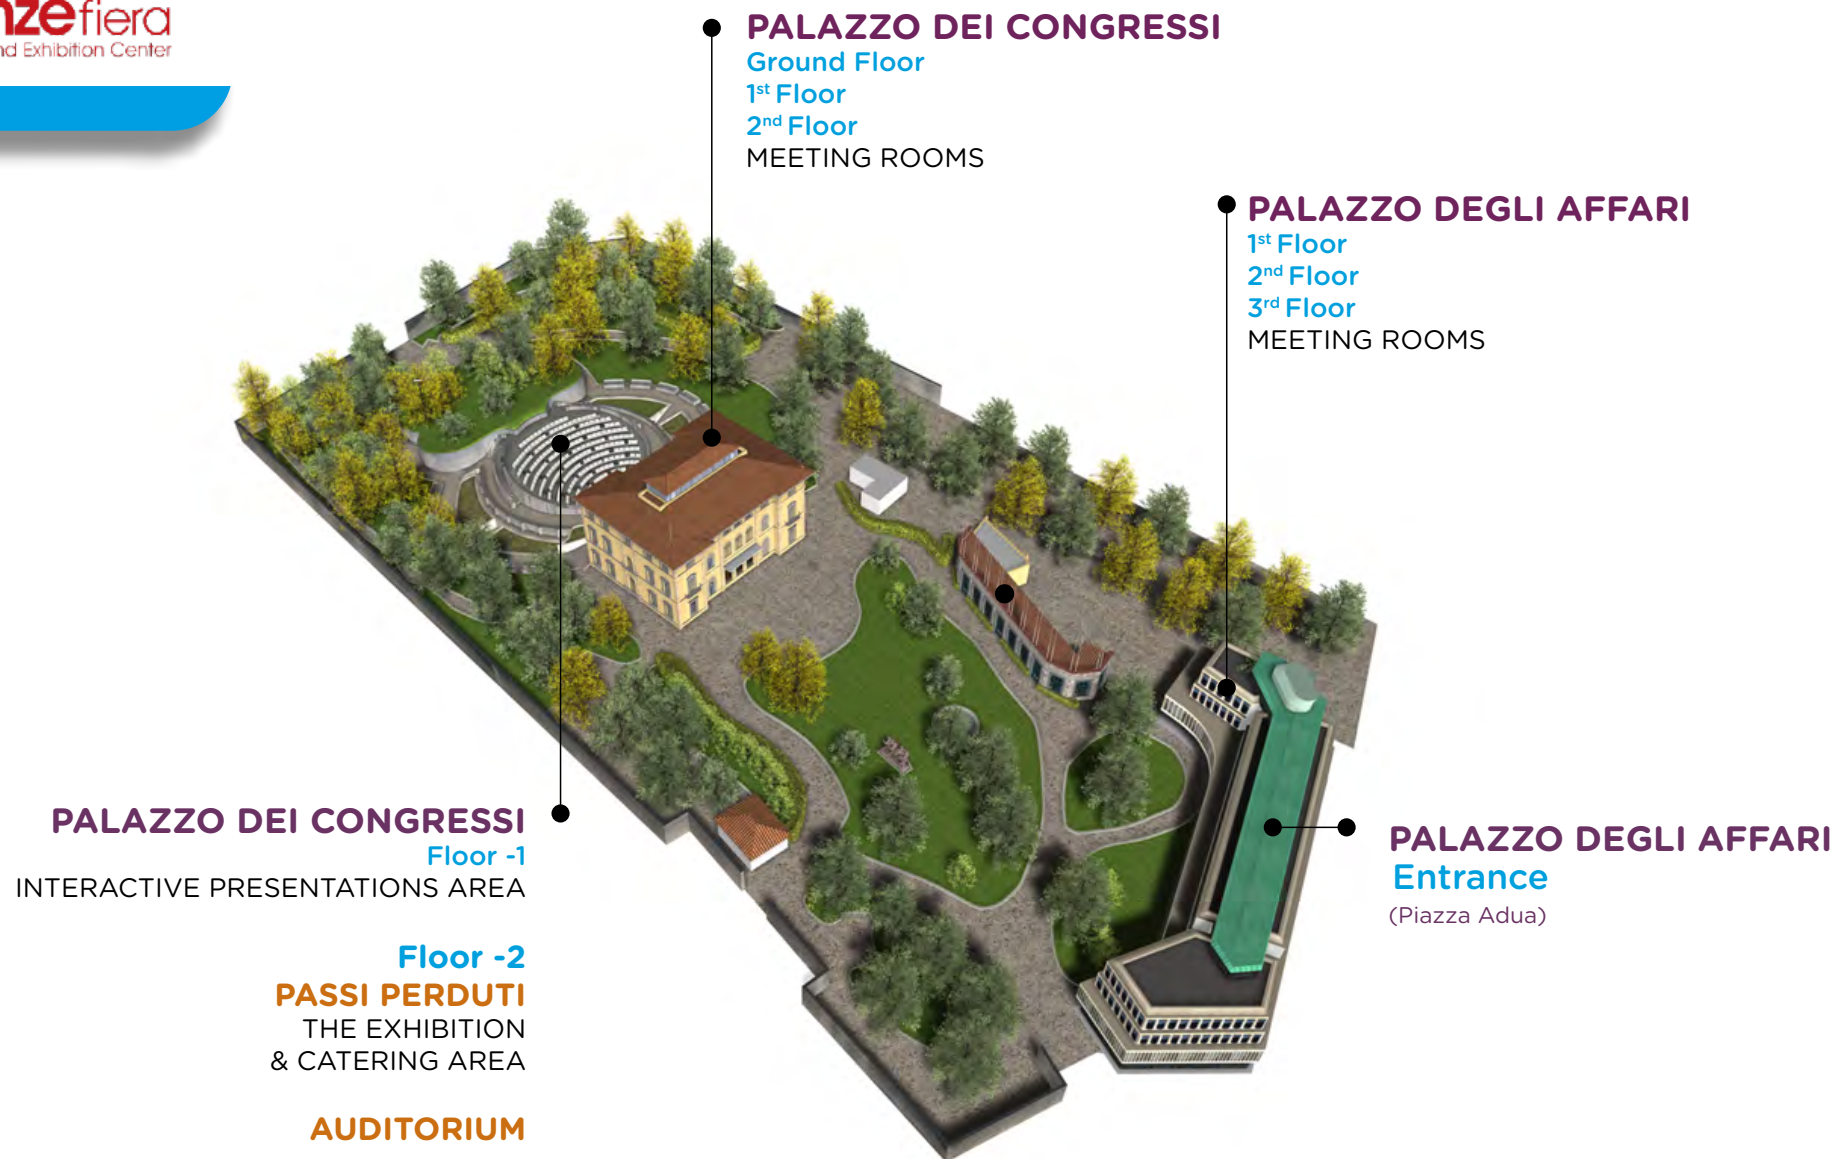 nzefiera
nd Exhibition Center
PALAZZO DEI CONGRESSI
Ground Floor
1st Floor
2nd Floor
MEETING ROOMS
PALAZZO DEGLI AFFARI
1st Floor
2nd Floor
3rd Floor
MEETING ROOMS
PALAZZO DEI CONGRESSI
Floor -1
INTERACTIVE PRESENTATIONS AREA
Floor -2
PASSI PERDUTI
THE EXHIBITION
& CATERING AREA
AUDITORIUM
PALAZZO DEGLI AFFARI
Entrance
(Piazza Adua)